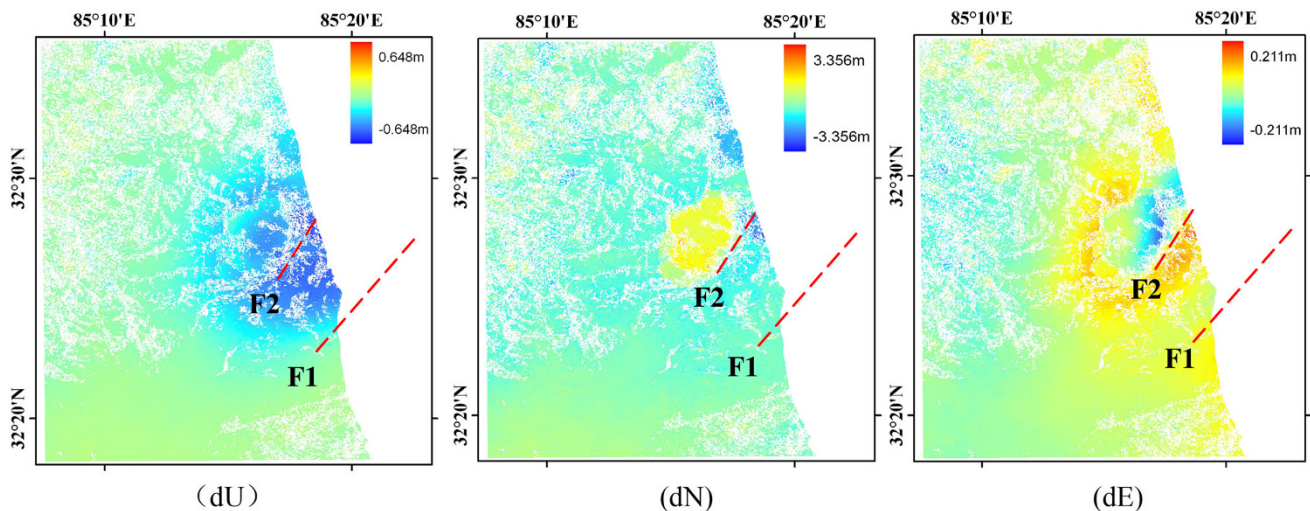 85°10'E
85°20'E
0.648m
-0.648m
32°30'N
32°20'N
F2
F1
（dU）
85°10'E
85°20'E
3.356m
-3.356m
32°30'N
32°20'N
F2
F1
(dN)
85°10'E
85°20'E
0.211m
-0.211m
32°30'N
32°20'N
F2
F1
(dE)